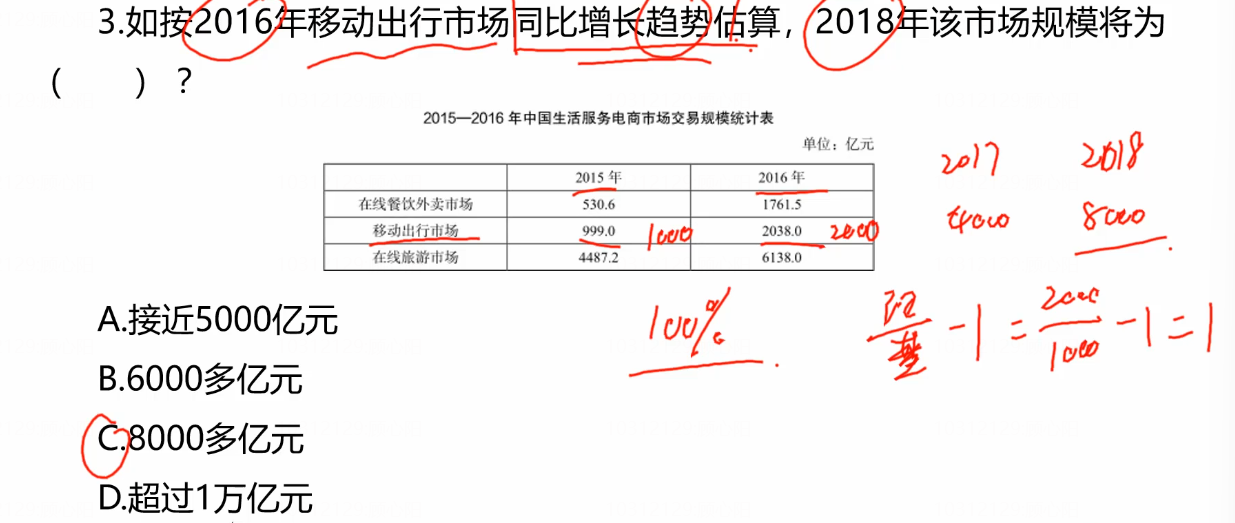 3.如按2016年移动出行市场同比增长趋势估算，2018年该市场规模将为
（　　）？
2015—2016 年中国生活服务电商市场交易规模统计表
单位：亿元
2015 年 2016 年
在线餐饮外卖市场 530.6 1761.5
移动出行市场 999.0 1000 2038.0 2000
在线旅游市场 4487.2 6138.0
2017 2018
4000 8000
100%
现/基 -1 = 2000/1000 -1 = 1
A.接近5000亿元
B.6000多亿元
C.8000多亿元
D.超过1万亿元